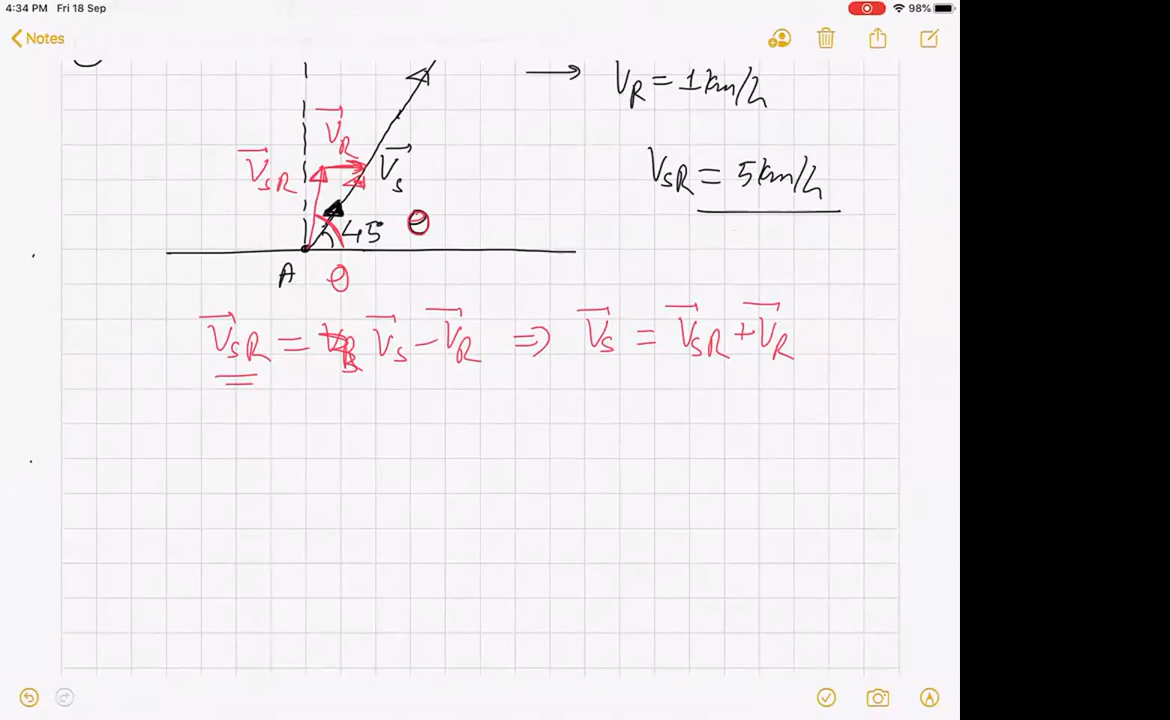 4:34 PM Fri 18 Sep 98%
Notes
V_R = 1 km/h
V_R
V_SR V_s V_SR = 5 km/h
45° θ
A θ
V_SR = V_s - V_R ⇒ V_s = V_SR + V_R